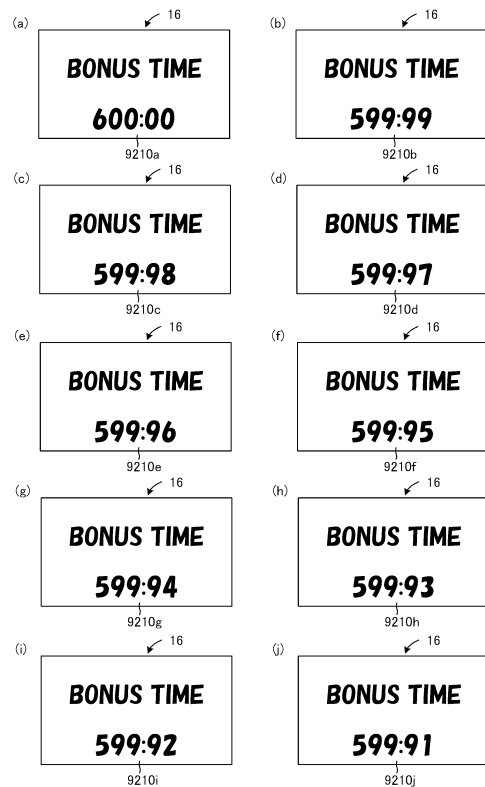 (a)
16
BONUS TIME
600:00
9210a
(b)
16
BONUS TIME
599:99
9210b
(c)
16
BONUS TIME
599:98
9210c
(d)
16
BONUS TIME
599:97
9210d
(e)
16
BONUS TIME
599:96
9210e
(f)
16
BONUS TIME
599:95
9210f
(g)
16
BONUS TIME
599:94
9210g
(h)
16
BONUS TIME
599:93
9210h
(i)
16
BONUS TIME
599:92
9210i
(j)
16
BONUS TIME
599:91
9210j